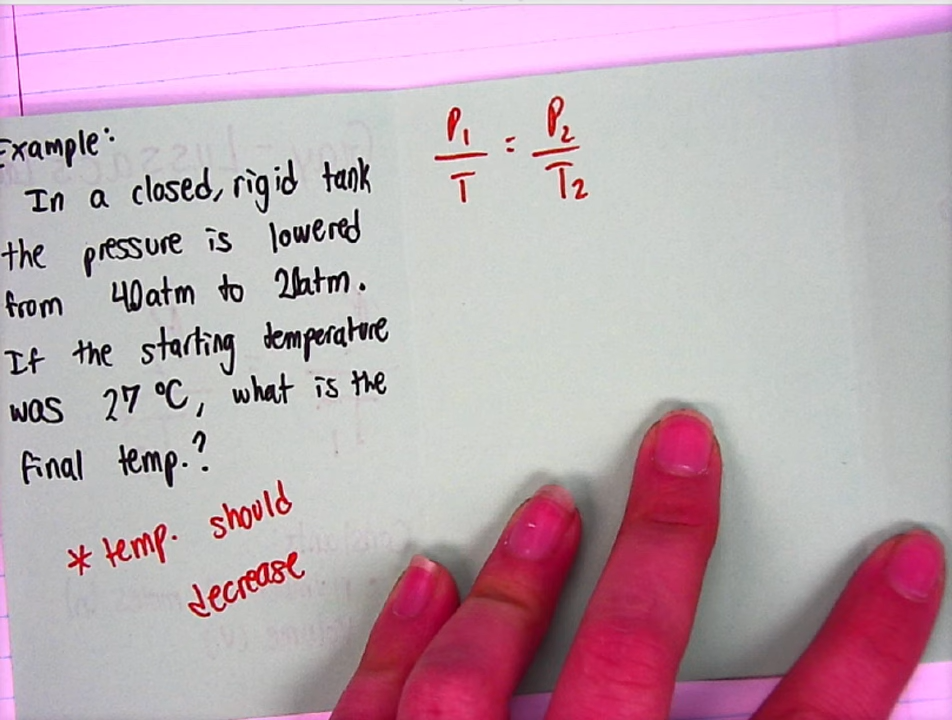 Example:
In a closed, rigid tank
the pressure is lowered
from 40atm to atm.
If the starting temperature
was 27 °C, what is the
final temp.?
* temp. should
decrease
P₁/T = P₂/T₂